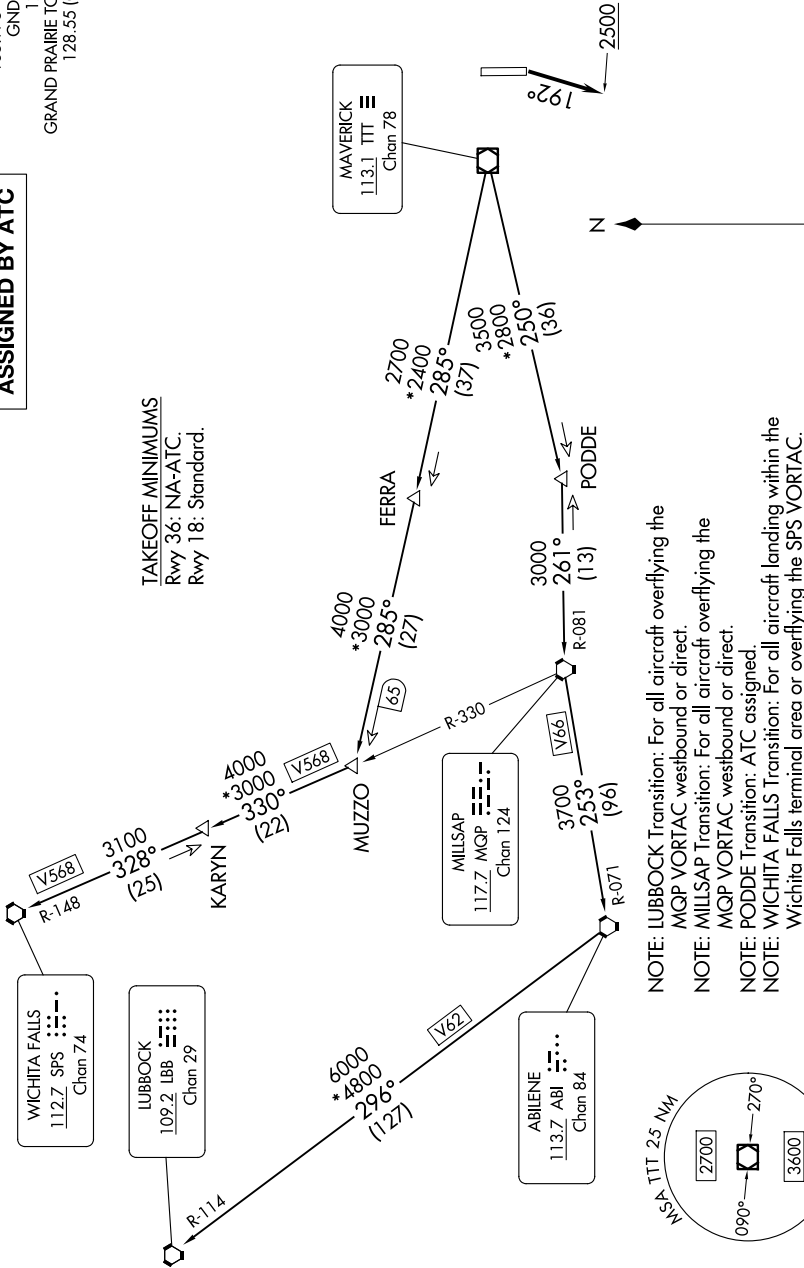 GND
GRAND PRAIRIE TO
128.55 (
ASSIGNED BY ATC
TAKEOFF MINIMUMS
Rwy 36: NA-ATC.
Rwy 18: Standard.
WICHITA FALLS
112.7 SPS
Chan 74
LUBBOCK
109.2 LBB
Chan 29
MAVERICK
113.1 TTT
Chan 78
MILLSAP
117.7 MQP
Chan 124
ABILENE
113.7 ABI
Chan 84
V568
R-148
3100
328°
(25)
KARYN
4000
*3000
330°
(22)
V568
MUZZO
65
R-330
4000
*3000
285°
(27)
FERRA
2700
*2400
285°
(37)
3500
*2800
250°
(36)
PODDE
3000
261°
(13)
R-081
V66
3700
253°
(96)
R-071
V62
6000
*4800
296°
(127)
R-114
192°
2500
N
MSA TTT 25 NM
2700
090°
270°
3600
NOTE: LUBBOCK Transition: For all aircraft overflying the
MQP VORTAC westbound or direct.
NOTE: MILLSAP Transition: For all aircraft overflying the
MQP VORTAC westbound or direct.
NOTE: PODDE Transition: ATC assigned.
NOTE: WICHITA FALLS Transition: For all aircraft landing within the
Wichita Falls terminal area or overflying the SPS VORTAC.